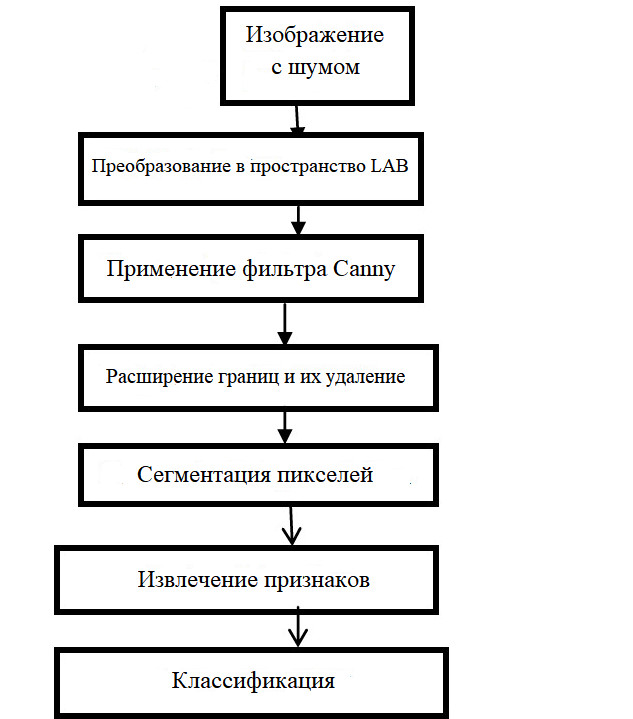 Изображение
с шумом
Преобразование в пространство LAB
Применение фильтра Canny
Расширение границ и их удаление
Сегментация пикселей
Извлечение признаков
Классификация